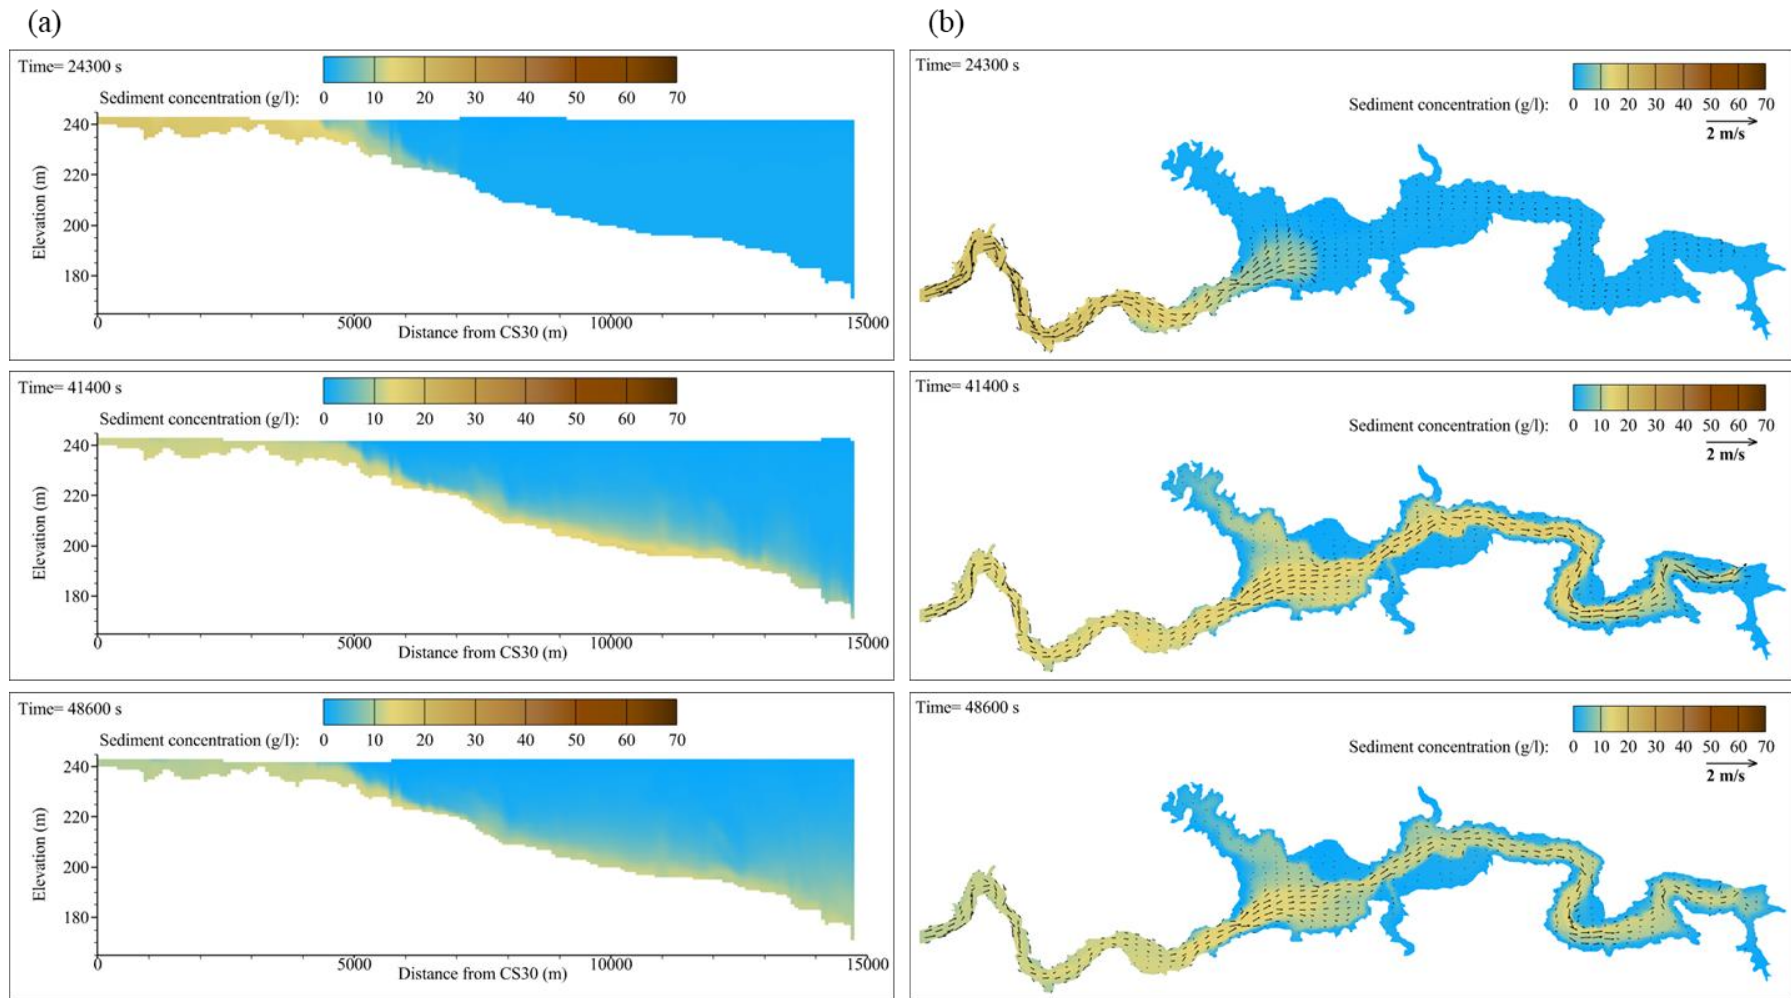 (a)
(b)
Time= 24300 s
Sediment concentration (g/l): 0 10 20 30 40 50 60 70
Elevation (m)
240
220
200
180
0 5000 10000 15000
Distance from CS30 (m)
Time= 24300 s
Sediment concentration (g/l): 0 10 20 30 40 50 60 70
2 m/s
Time= 41400 s
Sediment concentration (g/l): 0 10 20 30 40 50 60 70
Elevation (m)
240
220
200
180
0 5000 10000 15000
Distance from CS30 (m)
Time= 41400 s
Sediment concentration (g/l): 0 10 20 30 40 50 60 70
2 m/s
Time= 48600 s
Sediment concentration (g/l): 0 10 20 30 40 50 60 70
Elevation (m)
240
220
200
180
0 5000 10000 15000
Distance from CS30 (m)
Time= 48600 s
Sediment concentration (g/l): 0 10 20 30 40 50 60 70
2 m/s